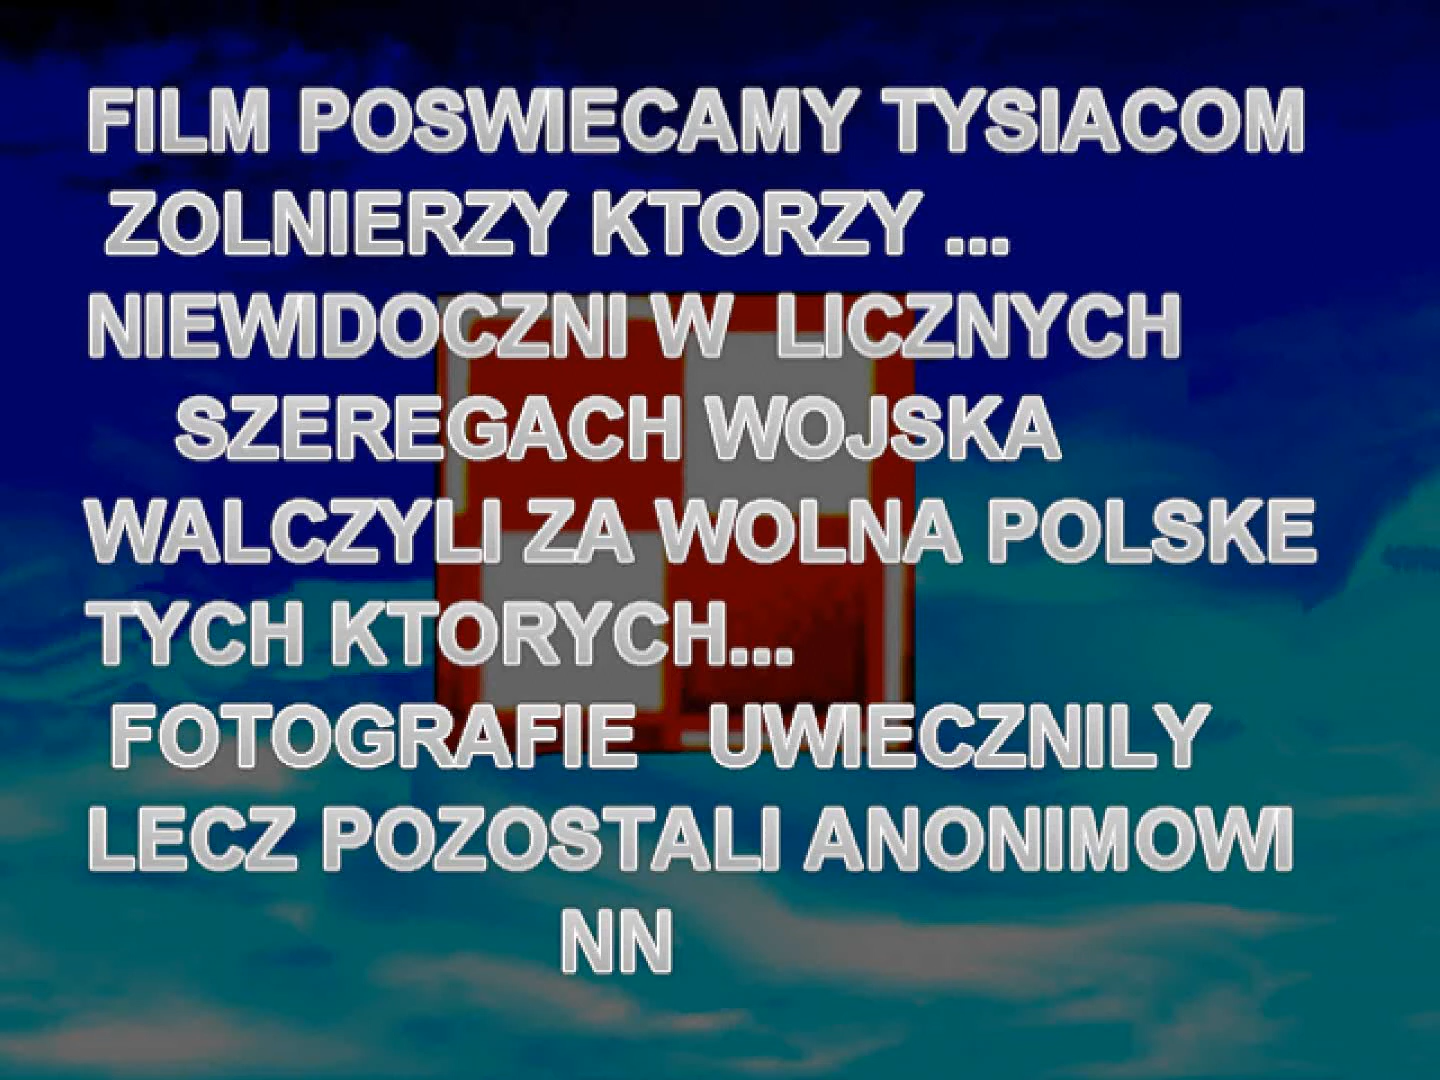 FILM POSWIECAMY TYSIACOM
ZOLNIERZY KTORZY ...
NIEWIDOCZNI W LICZNYCH
SZEREGACH WOJSKA
WALCZYLI ZA WOLNA POLSKE
TYCH KTORYCH...
FOTOGRAFIE UWIECZNILY
LECZ POZOSTALI ANONIMOWI
NN